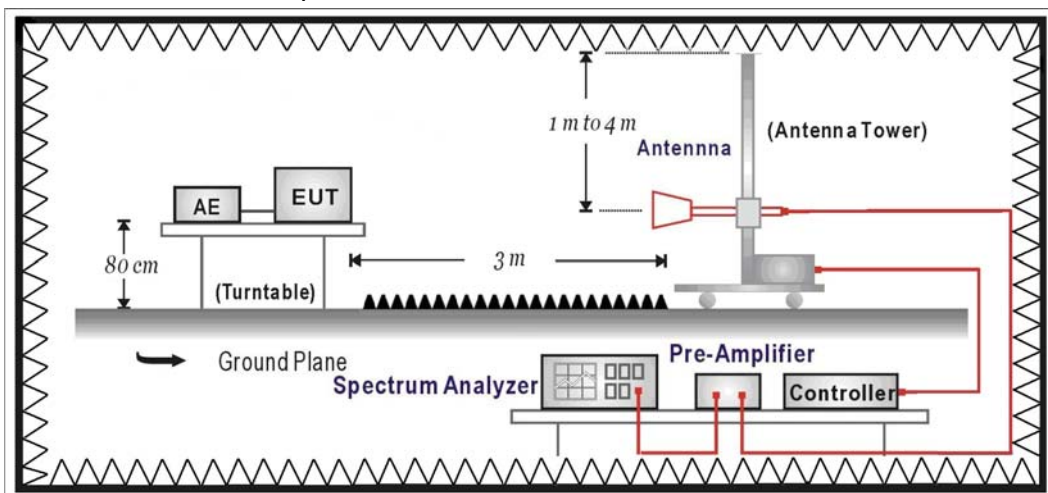 1 m to 4 m
(Antenna Tower)
Antennna
AE
EUT
80 cm
3 m
(Turntable)
Ground Plane
Pre-Amplifier
Spectrum Analyzer
Controller